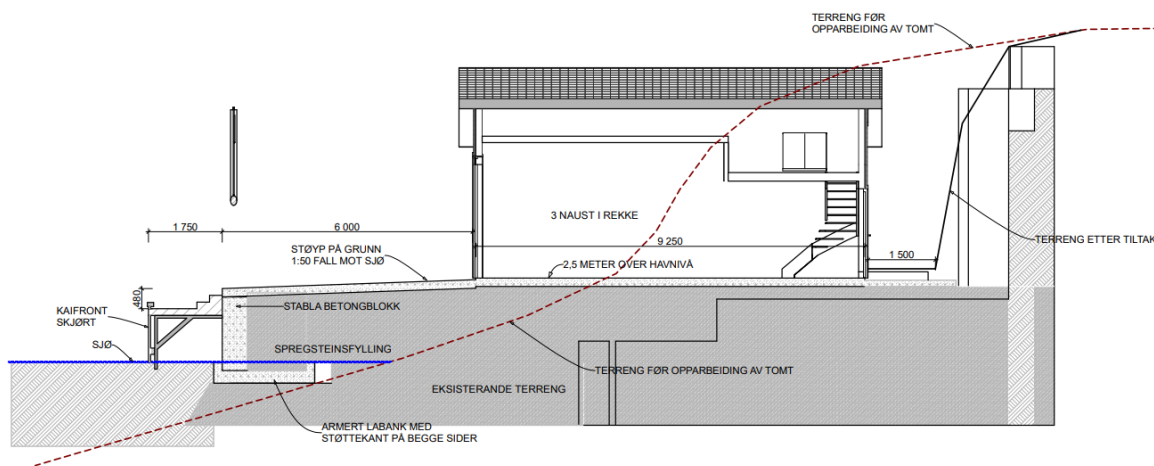 TERRENG FØR
OPPARBEIDING AV TOMT
3 NAUST I REKKE
1 750
6 000
9 250
STØYP PÅ GRUNN
1:50 FALL MOT SJØ
2,5 METER OVER HAVNIVÅ
1 500
TERRENG ETTER TILTAK
480
KAIFRONT
SKJØRT
STABLA BETONGBLOKK
SJØ
SPREGSTEINSFYLLING
TERRENG FØR OPPARBEIDING AV TOMT
EKSISTERANDE TERRENG
ARMERT LABANK MED
STØTTEKANT PÅ BEGGE SIDER